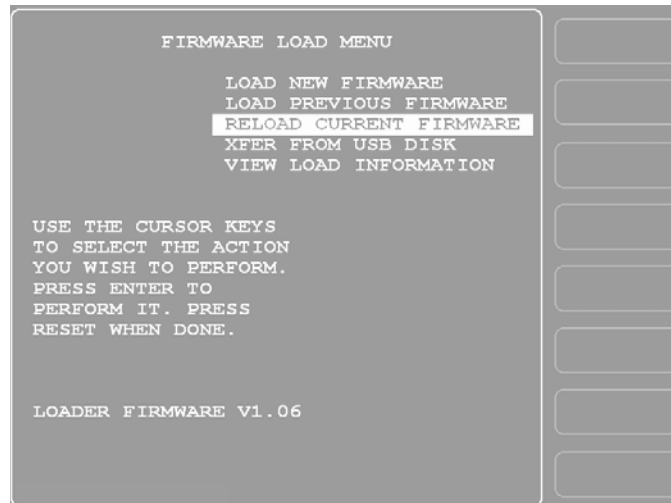 FIRMWARE LOAD MENU
LOAD NEW FIRMWARE
LOAD PREVIOUS FIRMWARE
RELOAD CURRENT FIRMWARE
XFER FROM USB DISK
VIEW LOAD INFORMATION
USE THE CURSOR KEYS
TO SELECT THE ACTION
YOU WISH TO PERFORM.
PRESS ENTER TO
PERFORM IT. PRESS
RESET WHEN DONE.
LOADER FIRMWARE V1.06